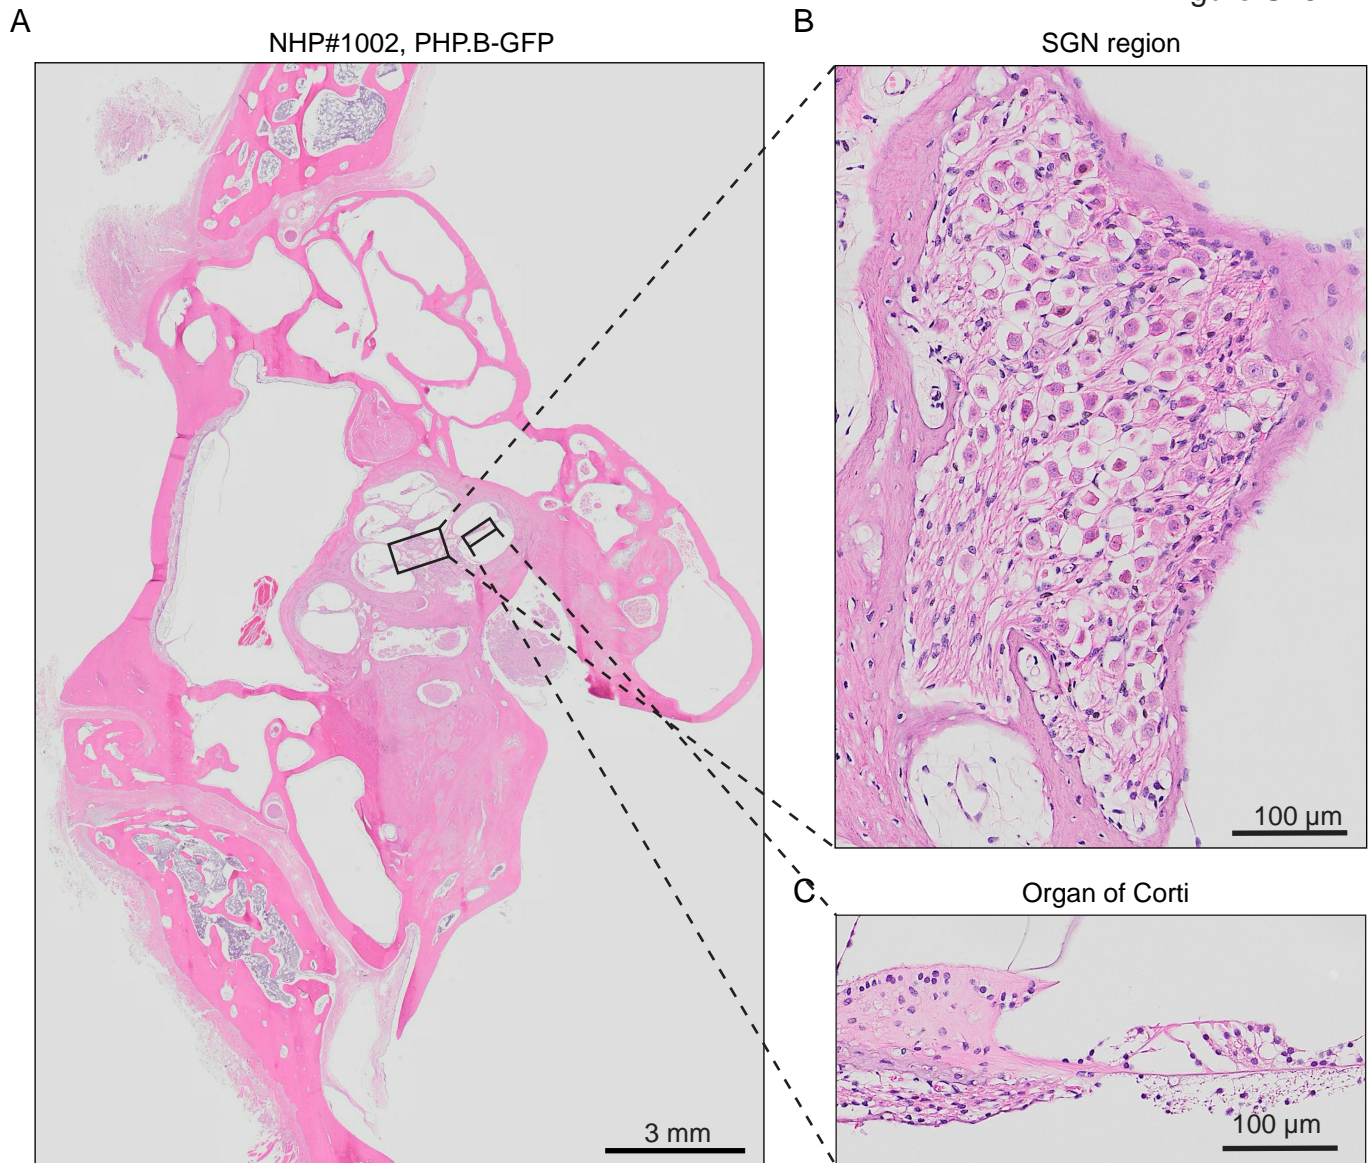 A
NHP#1002, PHP.B-GFP
B
SGN region
100 µm
C
Organ of Corti
100 µm
3 mm